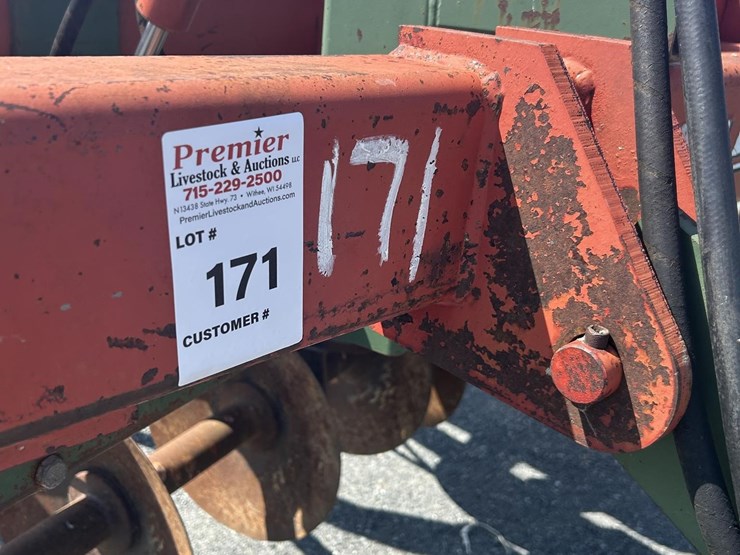 Premier
Livestock & Auctions LLC
715-229-2500
N13438 State Hwy. 73 • Withee, WI 54498
PremierLivestockandAuctions.com
LOT #
171
CUSTOMER #
171